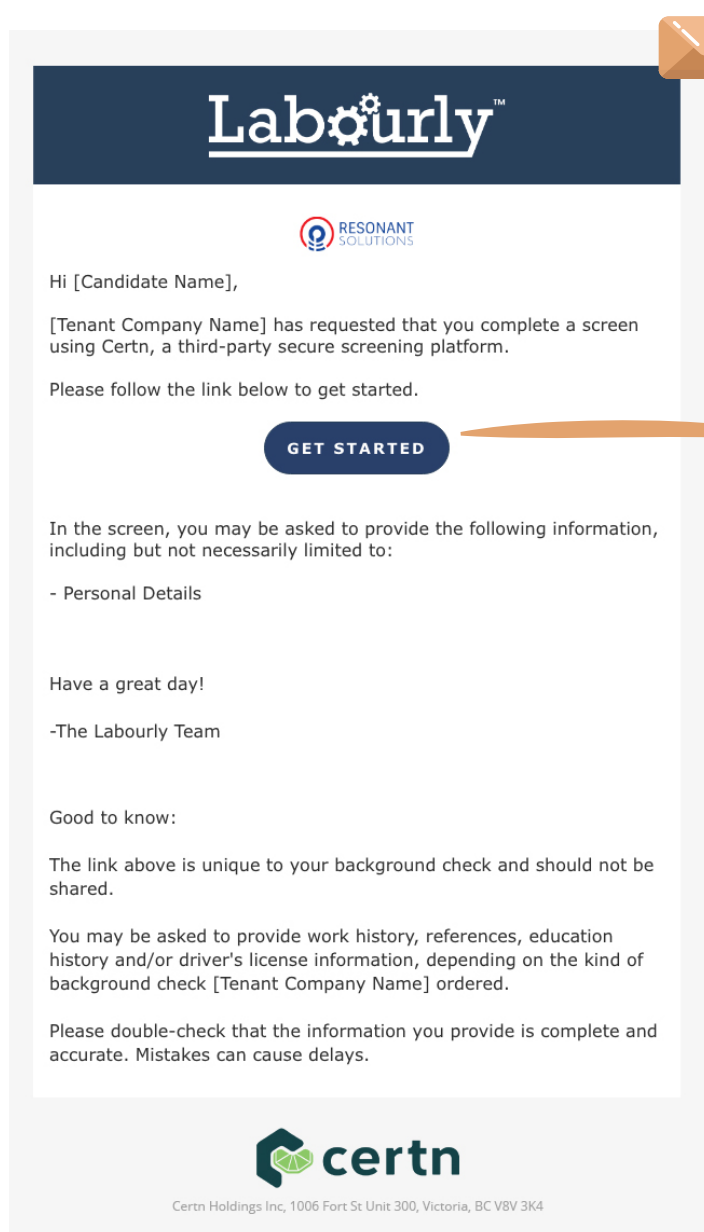 Labourly™
RESONANT
SOLUTIONS
Hi [Candidate Name],
[Tenant Company Name] has requested that you complete a screen
using Certn, a third-party secure screening platform.
Please follow the link below to get started.
GET STARTED
In the screen, you may be asked to provide the following information,
including but not necessarily limited to:
- Personal Details
Have a great day!
-The Labourly Team
Good to know:
The link above is unique to your background check and should not be
shared.
You may be asked to provide work history, references, education
history and/or driver's license information, depending on the kind of
background check [Tenant Company Name] ordered.
Please double-check that the information you provide is complete and
accurate. Mistakes can cause delays.
certn
Certn Holdings Inc, 1006 Fort St Unit 300, Victoria, BC V8V 3K4